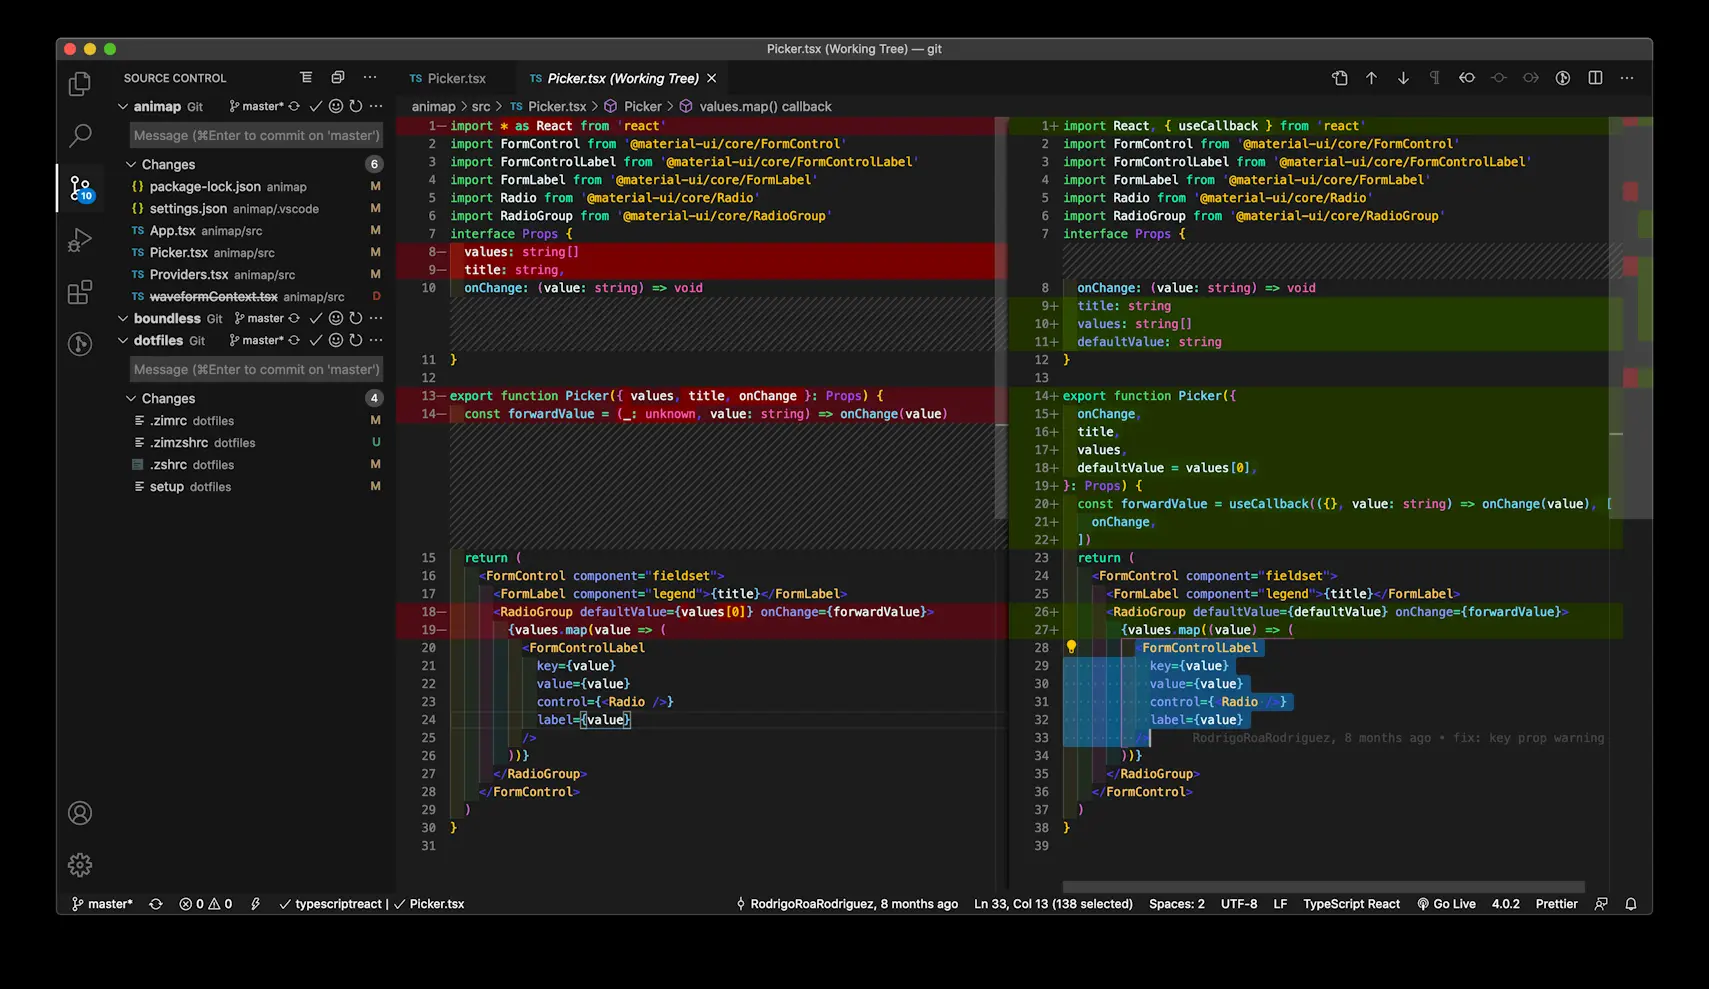 Picker.tsx (Working Tree) — git
SOURCE CONTROL
animap Git master*
Message (⌘Enter to commit on 'master')
Changes 6
{} package-lock.json animap M
{} settings.json animap/.vscode M
TS App.tsx animap/src M
TS Picker.tsx animap/src M
TS Providers.tsx animap/src M
TS waveformContext.tsx animap/src D
boundless Git master
dotfiles Git master*
Message (⌘Enter to commit on 'master')
Changes 4
.zimrc dotfiles M
.zimzshrc dotfiles U
.zshrc dotfiles M
setup dotfiles M
10
TS Picker.tsx
TS Picker.tsx (Working Tree)
animap > src > TS Picker.tsx > Picker > values.map() callback
1— import * as React from 'react'
2 import FormControl from '@material-ui/core/FormControl'
3 import FormControlLabel from '@material-ui/core/FormControlLabel'
4 import FormLabel from '@material-ui/core/FormLabel'
5 import Radio from '@material-ui/core/Radio'
6 import RadioGroup from '@material-ui/core/RadioGroup'
7 interface Props {
8— values: string[]
9— title: string,
10 onChange: (value: string) => void
11 }
12
13— export function Picker({ values, title, onChange }: Props) {
14— const forwardValue = (_: unknown, value: string) => onChange(value)
15 return (
16 <FormControl component="fieldset">
17 <FormLabel component="legend">{title}</FormLabel>
18— <RadioGroup defaultValue={values[0]} onChange={forwardValue}>
19— {values.map(value => (
20 <FormControlLabel
21 key={value}
22 value={value}
23 control={<Radio />}
24 label={value}
25 />
26 ))}
27 </RadioGroup>
28 </FormControl>
29 )
30 }
31
1+ import React, { useCallback } from 'react'
2 import FormControl from '@material-ui/core/FormControl'
3 import FormControlLabel from '@material-ui/core/FormControlLabel'
4 import FormLabel from '@material-ui/core/FormLabel'
5 import Radio from '@material-ui/core/Radio'
6 import RadioGroup from '@material-ui/core/RadioGroup'
7 interface Props {
8 onChange: (value: string) => void
9+ title: string
10+ values: string[]
11+ defaultValue: string
12 }
13
14+ export function Picker({
15+ onChange,
16+ title,
17+ values,
18+ defaultValue = values[0],
19+ }: Props) {
20+ const forwardValue = useCallback(({}, value: string) => onChange(value), [
21+ onChange,
22+ ])
23 return (
24 <FormControl component="fieldset">
25 <FormLabel component="legend">{title}</FormLabel>
26+ <RadioGroup defaultValue={defaultValue} onChange={forwardValue}>
27+ {values.map((value) => (
28 <FormControlLabel
29 key={value}
30 value={value}
31 control={<Radio />}
32 label={value}
33 /> RodrigoRoaRodriguez, 8 months ago • fix: key prop warning
34 ))}
35 </RadioGroup>
36 </FormControl>
37 )
38 }
39
master* 0 0 typescriptreact | Picker.tsx RodrigoRoaRodriguez, 8 months ago Ln 33, Col 13 (138 selected) Spaces: 2 UTF-8 LF TypeScript React Go Live 4.0.2 Prettier